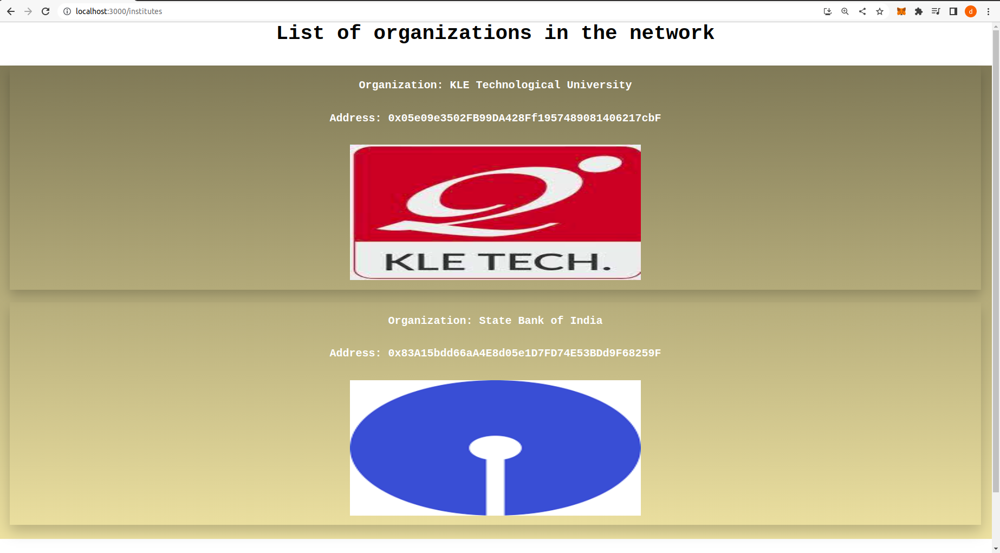 localhost:3000/institutes
d
List of organizations in the network
Organization: KLE Technological University
Address: 0x05e09e3502FB99DA428Ff1957489081406217cbF
KLE TECH.
Organization: State Bank of India
Address: 0x83A15bdd66aA4E8d05e1D7FD74E53BDd9F68259F